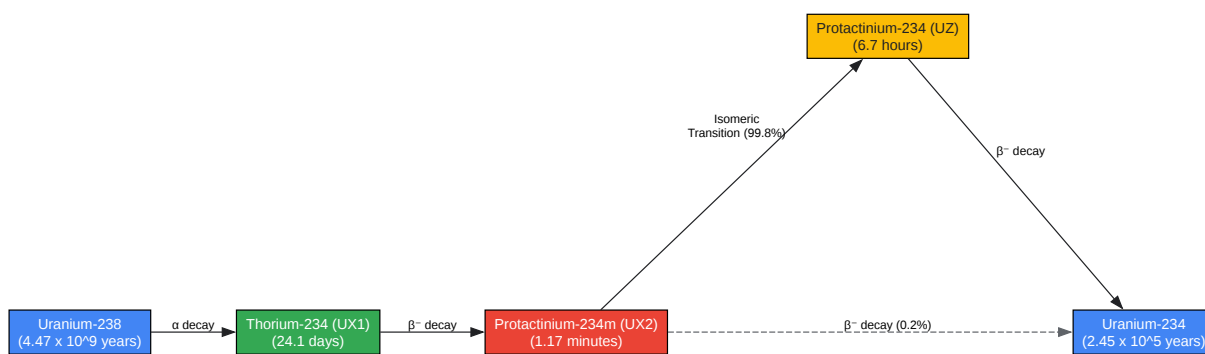 Protactinium-234 (UZ)
(6.7 hours)
Isomeric
Transition (99.8%)
β⁻ decay
Uranium-238
(4.47 x 10^9 years)
α decay
Thorium-234 (UX1)
(24.1 days)
β⁻ decay
Protactinium-234m (UX2)
(1.17 minutes)
β⁻ decay (0.2%)
Uranium-234
(2.45 x 10^5 years)